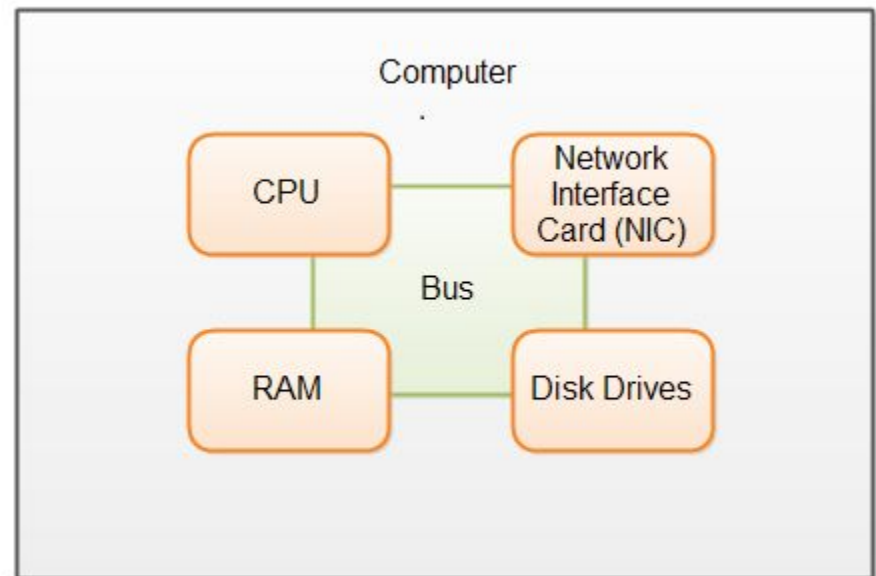 Computer
CPU
Network
Interface
Card (NIC)
Bus
RAM
Disk Drives